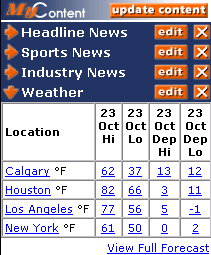 My Content update content
Headline News edit
Sports News edit
Industry News edit
Weather edit
Location 23 Oct Hi 23 Oct Lo 23 Oct Dep Hi 23 Oct Dep Lo
Calgary °F 62 37 13 12
Houston °F 82 66 3 11
Los Angeles °F 77 56 5 -1
New York °F 61 50 0 2
View Full Forecast